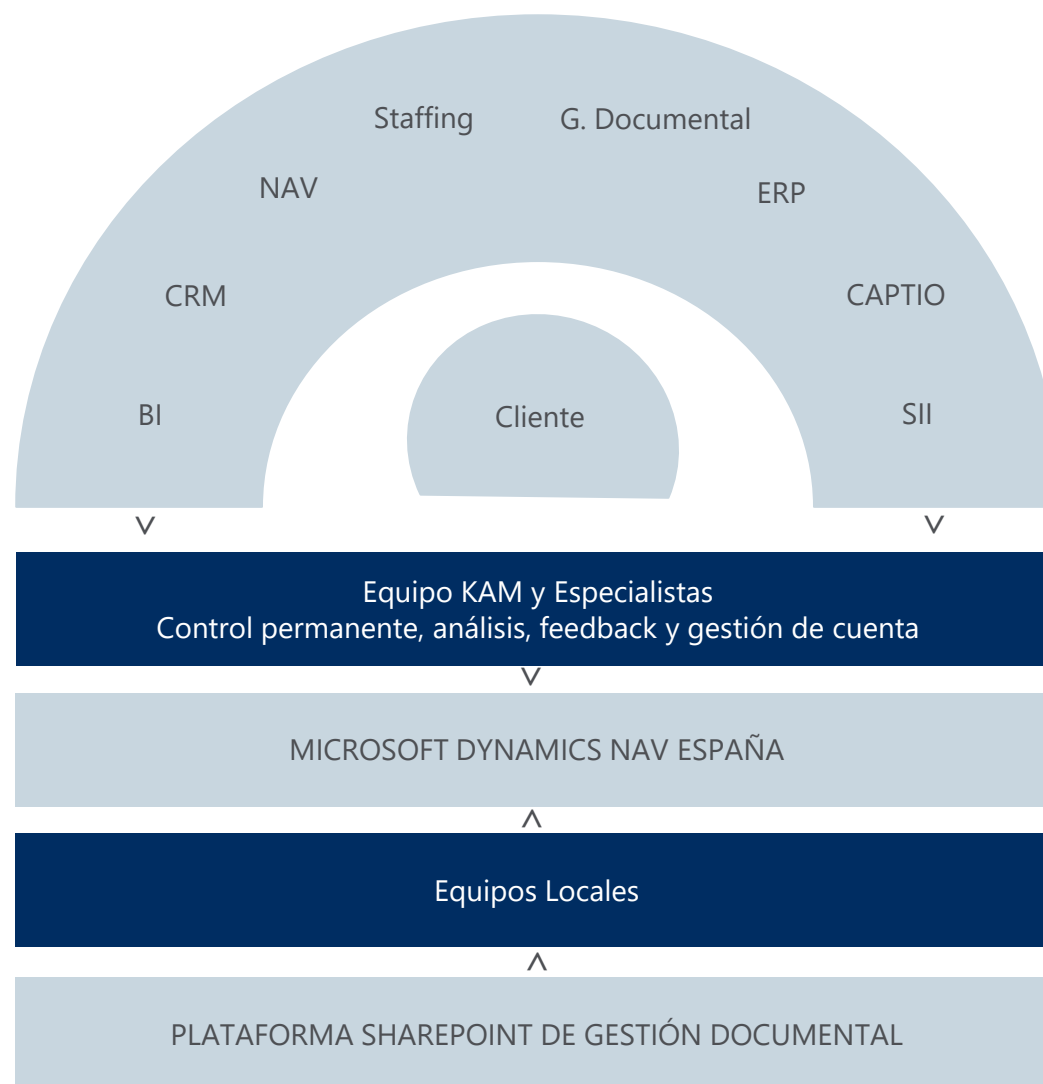 Staffing
G. Documental
NAV
ERP
CRM
CAPTIO
BI
Cliente
SII
Equipo KAM y Especialistas
Control permanente, análisis, feedback y gestión de cuenta
MICROSOFT DYNAMICS NAV ESPAÑA
Equipos Locales
PLATAFORMA SHAREPOINT DE GESTIÓN DOCUMENTAL